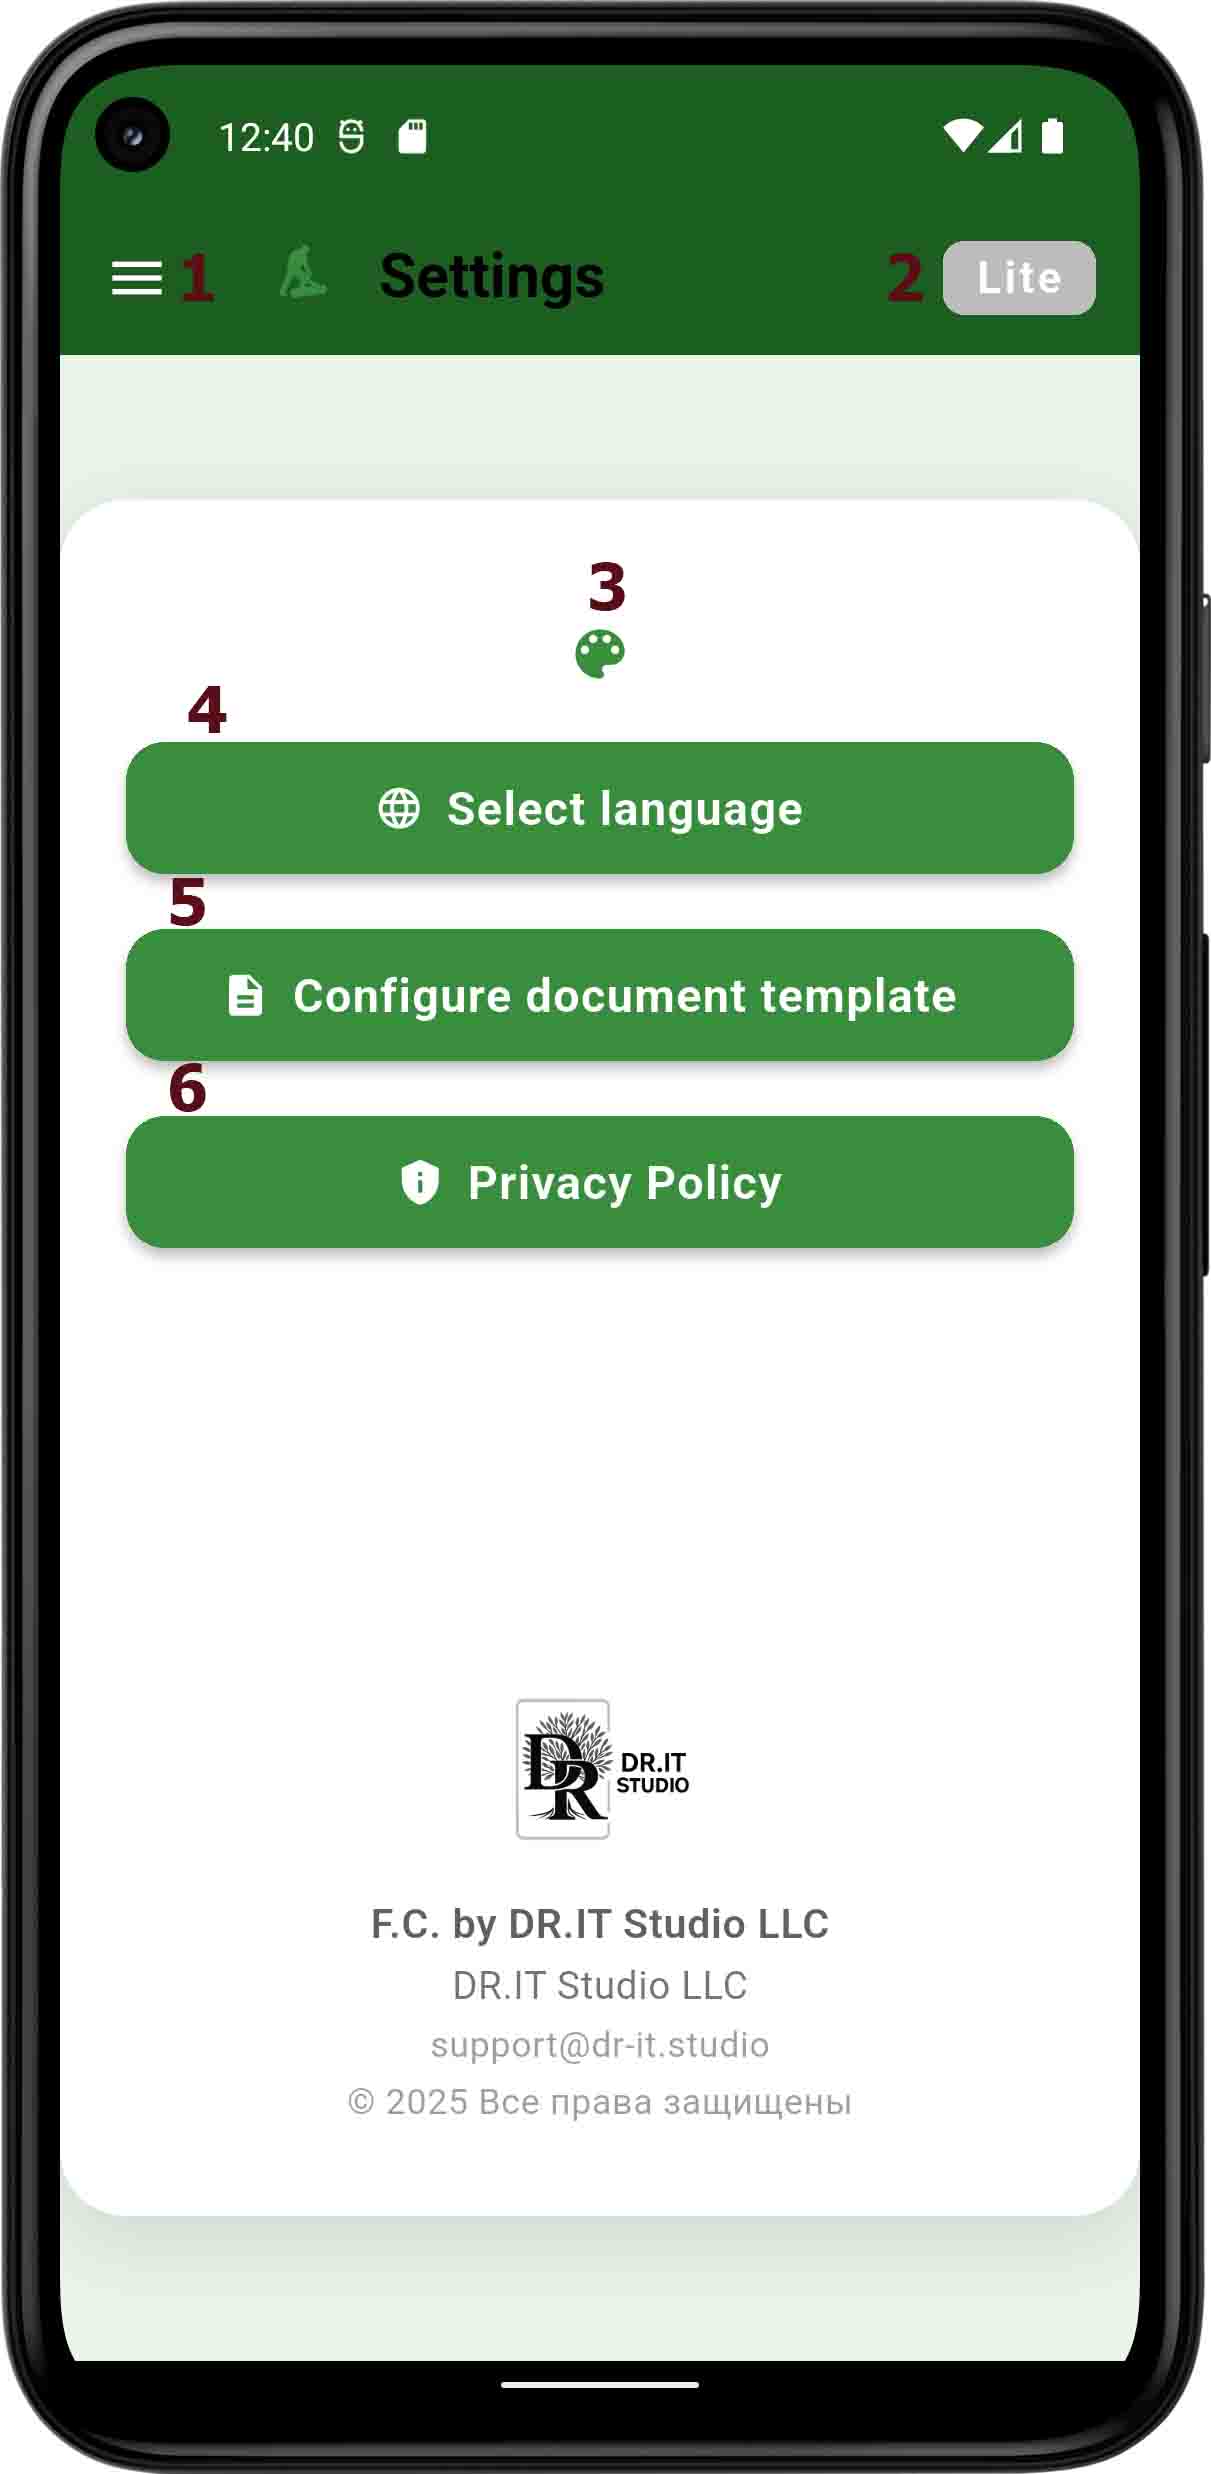 12:40
1 Settings 2 Lite
3
4
Select language
5
Configure document template
6
Privacy Policy
DR
DR.IT
STUDIO
F.C. by DR.IT Studio LLC
DR.IT Studio LLC
support@dr-it.studio
© 2025 Все права защищены